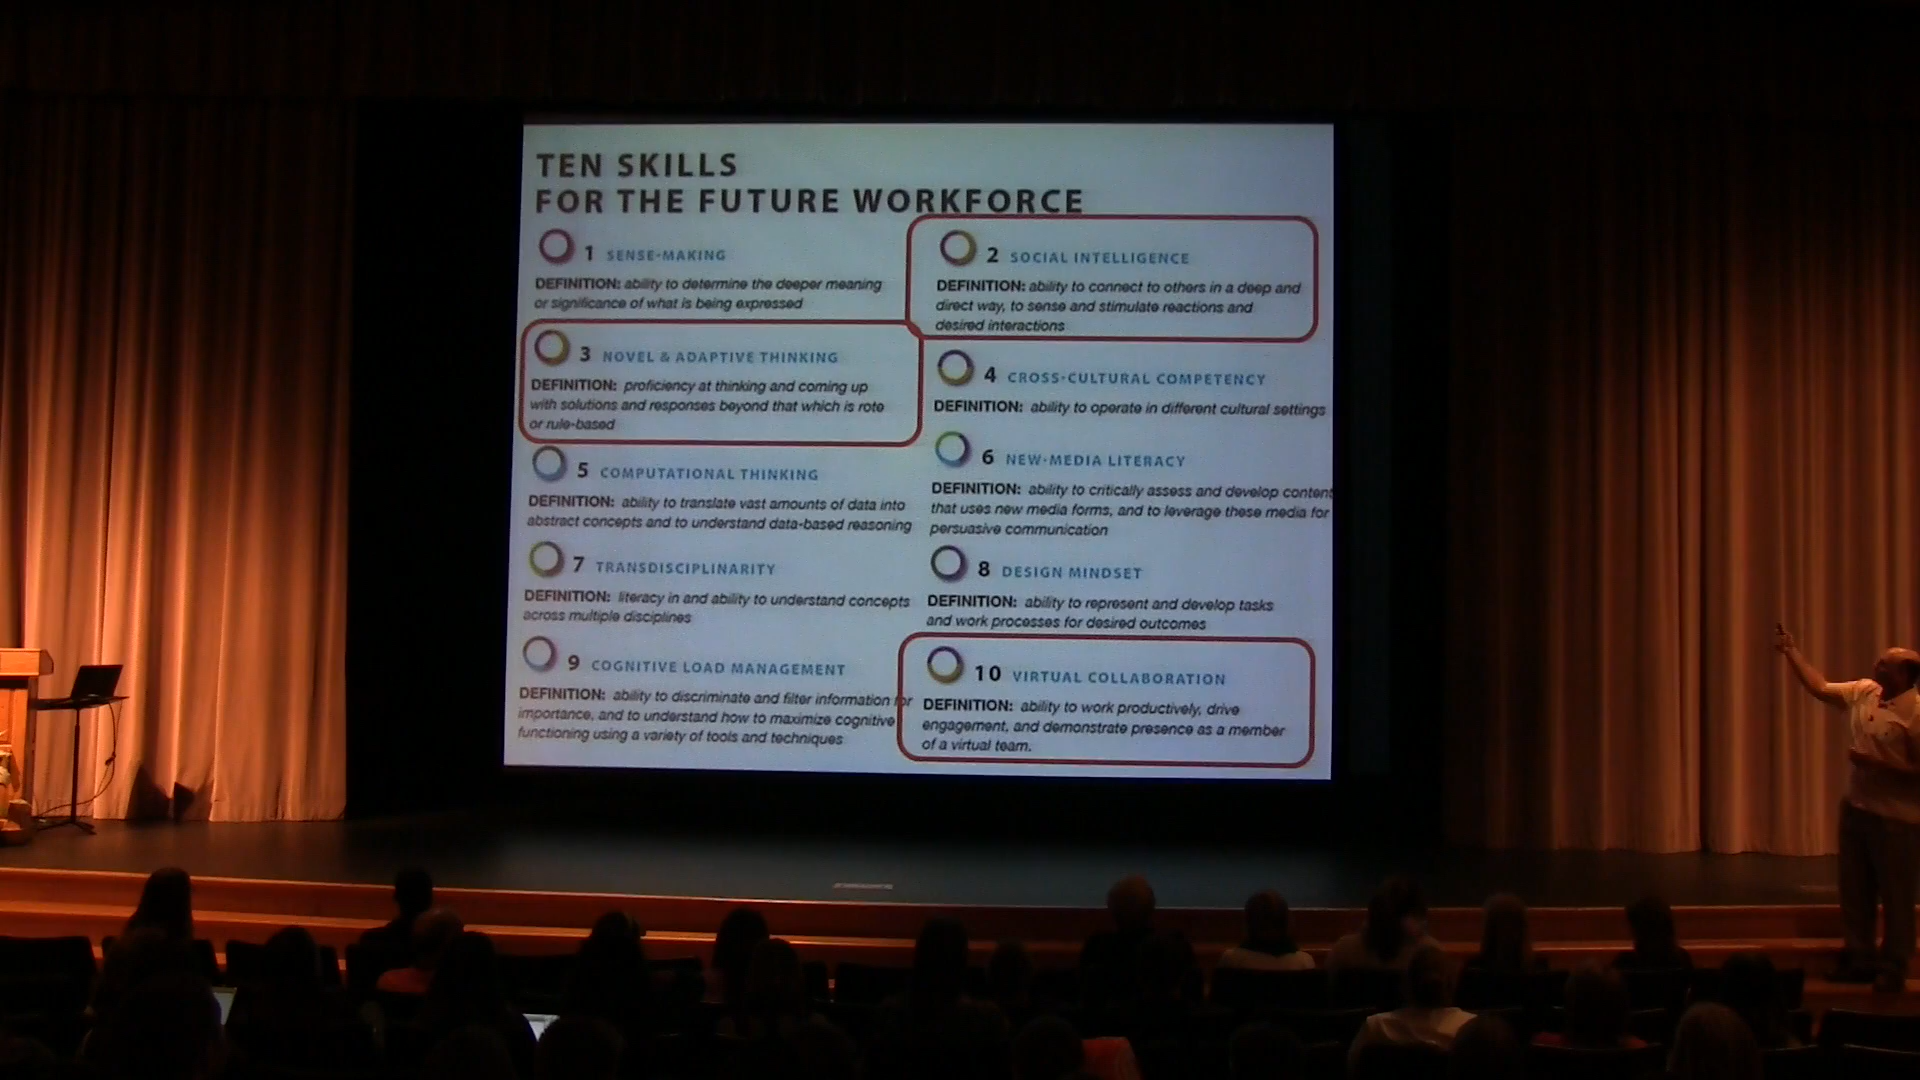 TEN SKILLS
FOR THE FUTURE WORKFORCE
1 SENSE-MAKING
DEFINITION: ability to determine the deeper meaning
or significance of what is being expressed
2 SOCIAL INTELLIGENCE
DEFINITION: ability to connect to others in a deep and
direct way, to sense and stimulate reactions and
desired interactions
3 NOVEL & ADAPTIVE THINKING
DEFINITION: proficiency at thinking and coming up
with solutions and responses beyond that which is rote
or rule-based
4 CROSS-CULTURAL COMPETENCY
DEFINITION: ability to operate in different cultural settings
5 COMPUTATIONAL THINKING
DEFINITION: ability to translate vast amounts of data into
abstract concepts and to understand data-based reasoning
6 NEW-MEDIA LITERACY
DEFINITION: ability to critically assess and develop content
that uses new media forms, and to leverage these media for
persuasive communication
7 TRANSDISCIPLINARITY
DEFINITION: literacy in and ability to understand concepts
across multiple disciplines
8 DESIGN MINDSET
DEFINITION: ability to represent and develop tasks
and work processes for desired outcomes
9 COGNITIVE LOAD MANAGEMENT
DEFINITION: ability to discriminate and filter information for
importance, and to understand how to maximize cognitive
functioning using a variety of tools and techniques
10 VIRTUAL COLLABORATION
DEFINITION: ability to work productively, drive
engagement, and demonstrate presence as a member
of a virtual team.